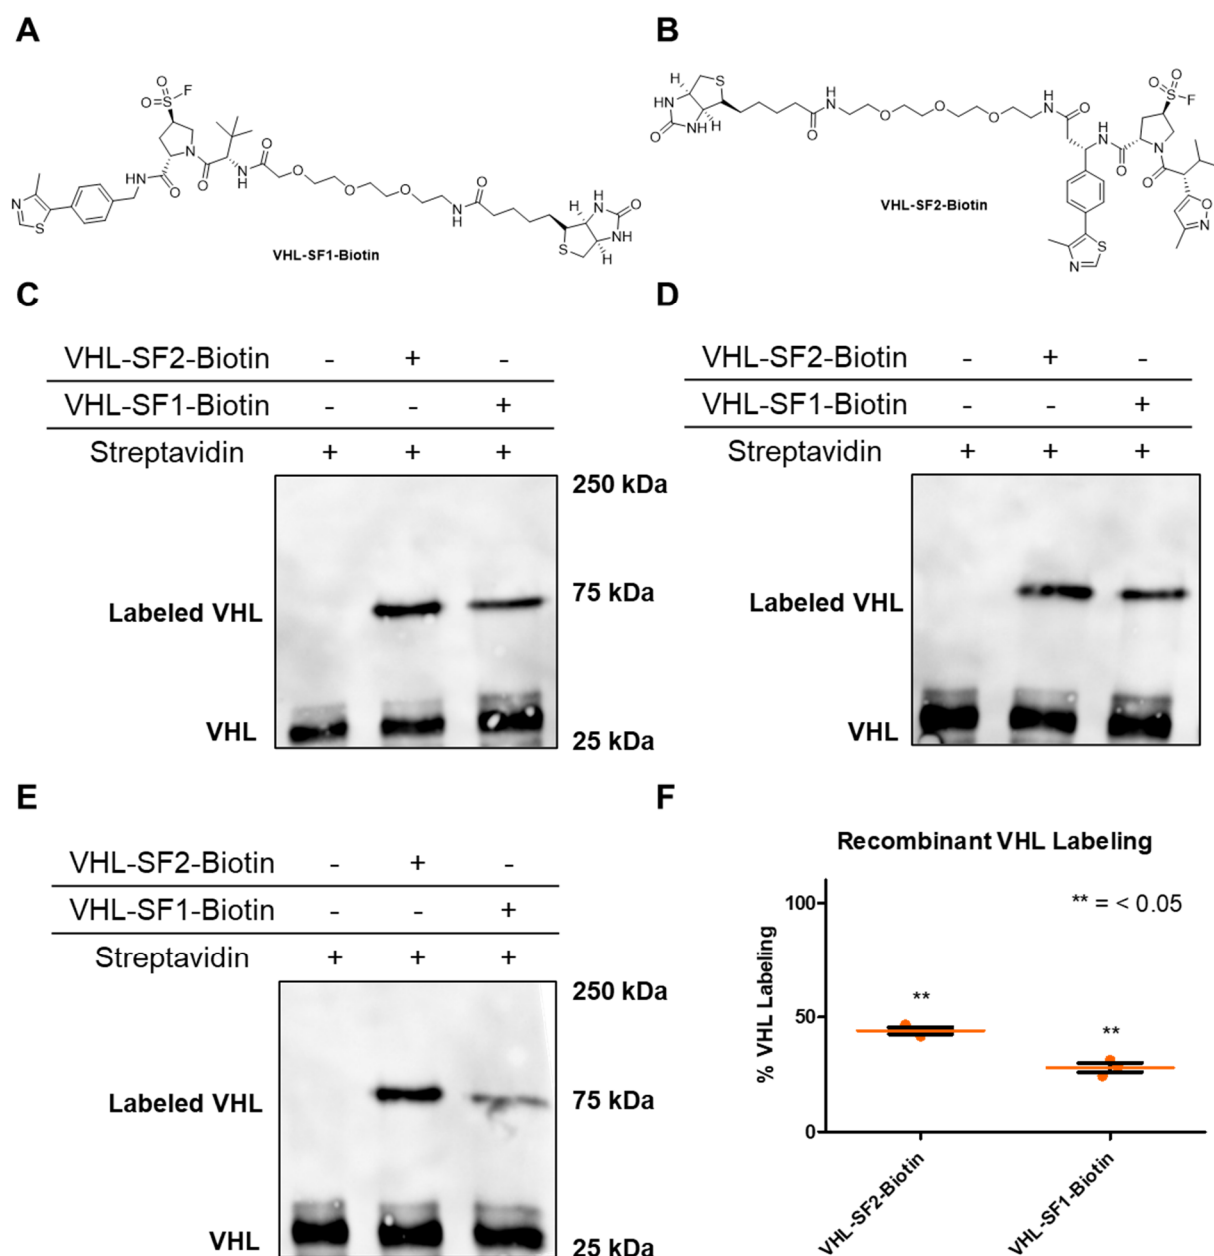 A
B
VHL-SF1-Biotin
VHL-SF2-Biotin
C
VHL-SF2-Biotin - + -
VHL-SF1-Biotin - - +
Streptavidin + + +
250 kDa
75 kDa
Labeled VHL
VHL
25 kDa
D
VHL-SF2-Biotin - + -
VHL-SF1-Biotin - - +
Streptavidin + + +
Labeled VHL
VHL
E
VHL-SF2-Biotin - + -
VHL-SF1-Biotin - - +
Streptavidin + + +
250 kDa
75 kDa
Labeled VHL
VHL
25 kDa
F
Recombinant VHL Labeling
** = < 0.05
% VHL Labeling
100
50
0
**
**
VHL-SF2-Biotin
VHL-SF1-Biotin